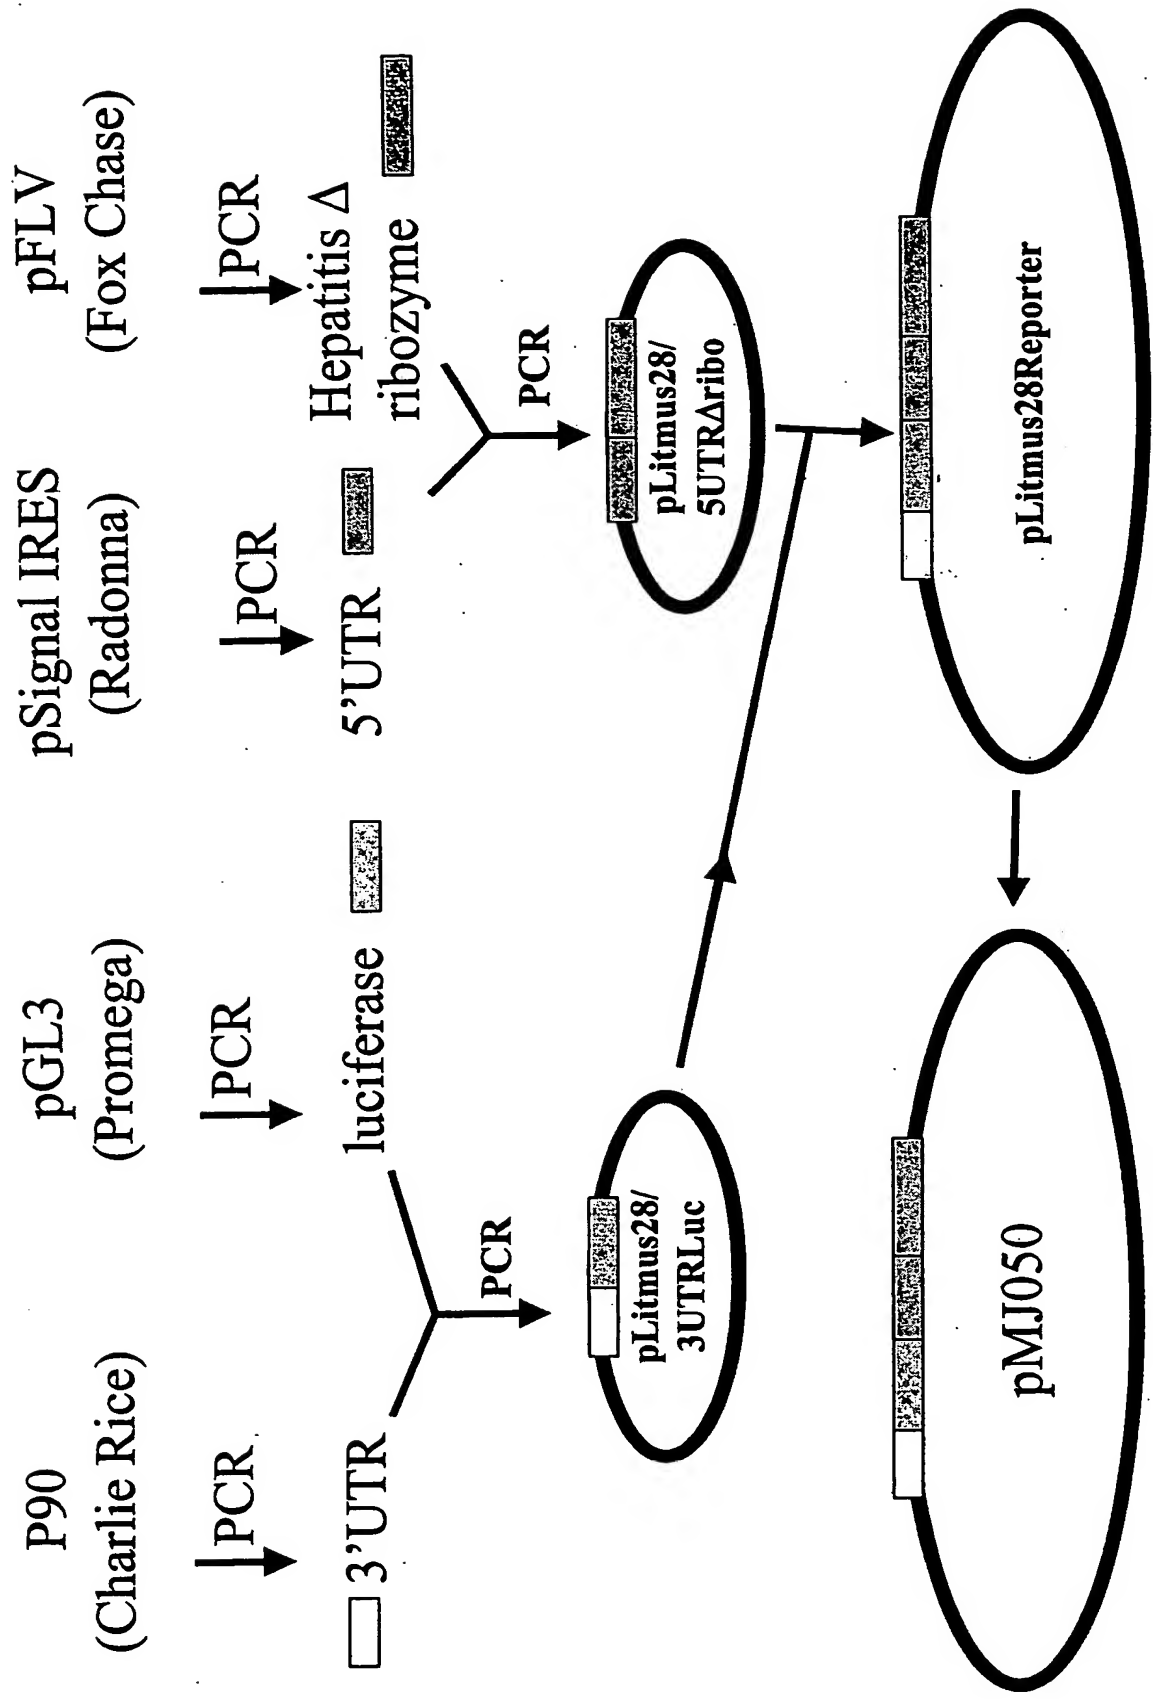 P90
(Charlie Rice)
pGL3
(Promega)
pSignal IRES
(Radonna)
pFLV
(Fox Chase)
PCR
PCR
PCR
PCR
3’UTR
luciferase
5’UTR
Hepatitis Δ
ribozyme
PCR
PCR
pLitmus28/
3UTRLuc
pLitmus28/
5UTRΔribo
pMJ050
pLitmus28Reporter